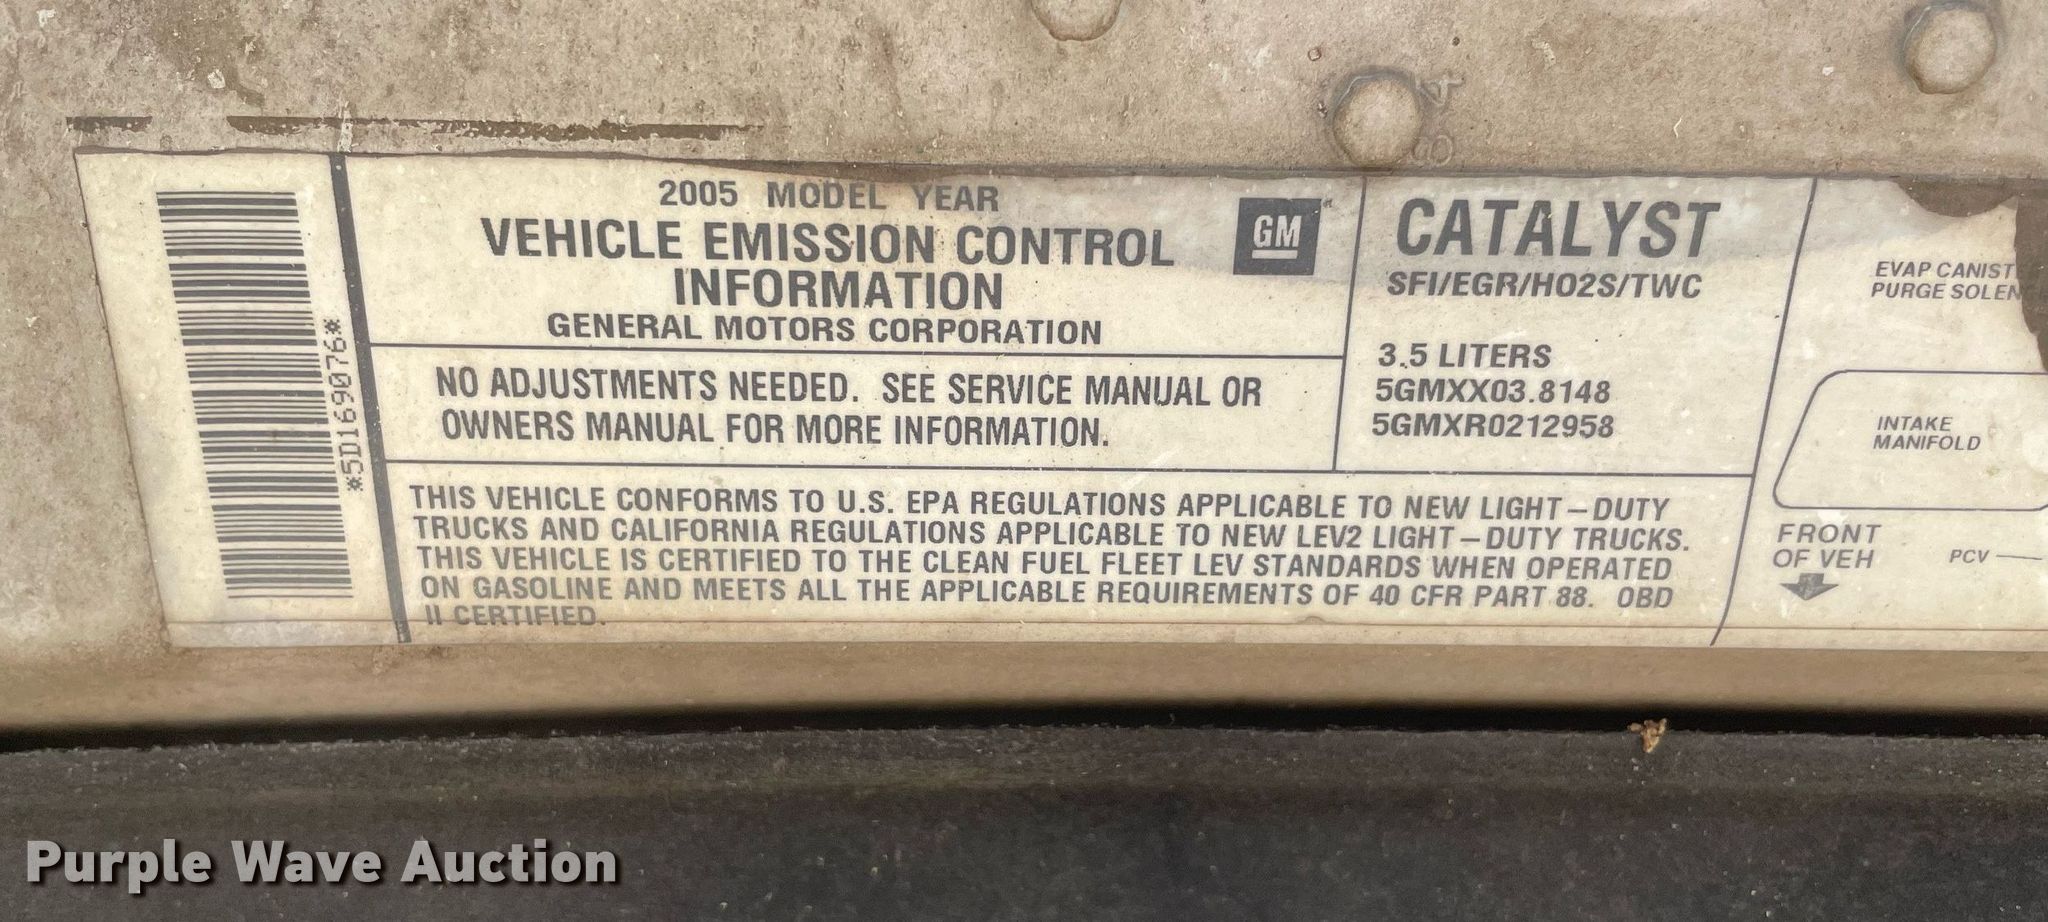 *5D169076*
2005 MODEL YEAR
VEHICLE EMISSION CONTROL
INFORMATION
GENERAL MOTORS CORPORATION
GM
NO ADJUSTMENTS NEEDED. SEE SERVICE MANUAL OR
OWNERS MANUAL FOR MORE INFORMATION.
CATALYST
SFI/EGR/HO2S/TWC
3.5 LITERS
5GMXX03.8148
5GMXR0212958
THIS VEHICLE CONFORMS TO U.S. EPA REGULATIONS APPLICABLE TO NEW LIGHT-DUTY
TRUCKS AND CALIFORNIA REGULATIONS APPLICABLE TO NEW LEV2 LIGHT-DUTY TRUCKS.
THIS VEHICLE IS CERTIFIED TO THE CLEAN FUEL FLEET LEV STANDARDS WHEN OPERATED
ON GASOLINE AND MEETS ALL THE APPLICABLE REQUIREMENTS OF 40 CFR PART 88. OBD
II CERTIFIED.
EVAP CANIST
PURGE SOLEN
INTAKE
MANIFOLD
FRONT
OF VEH
PCV
Purple Wave Auction